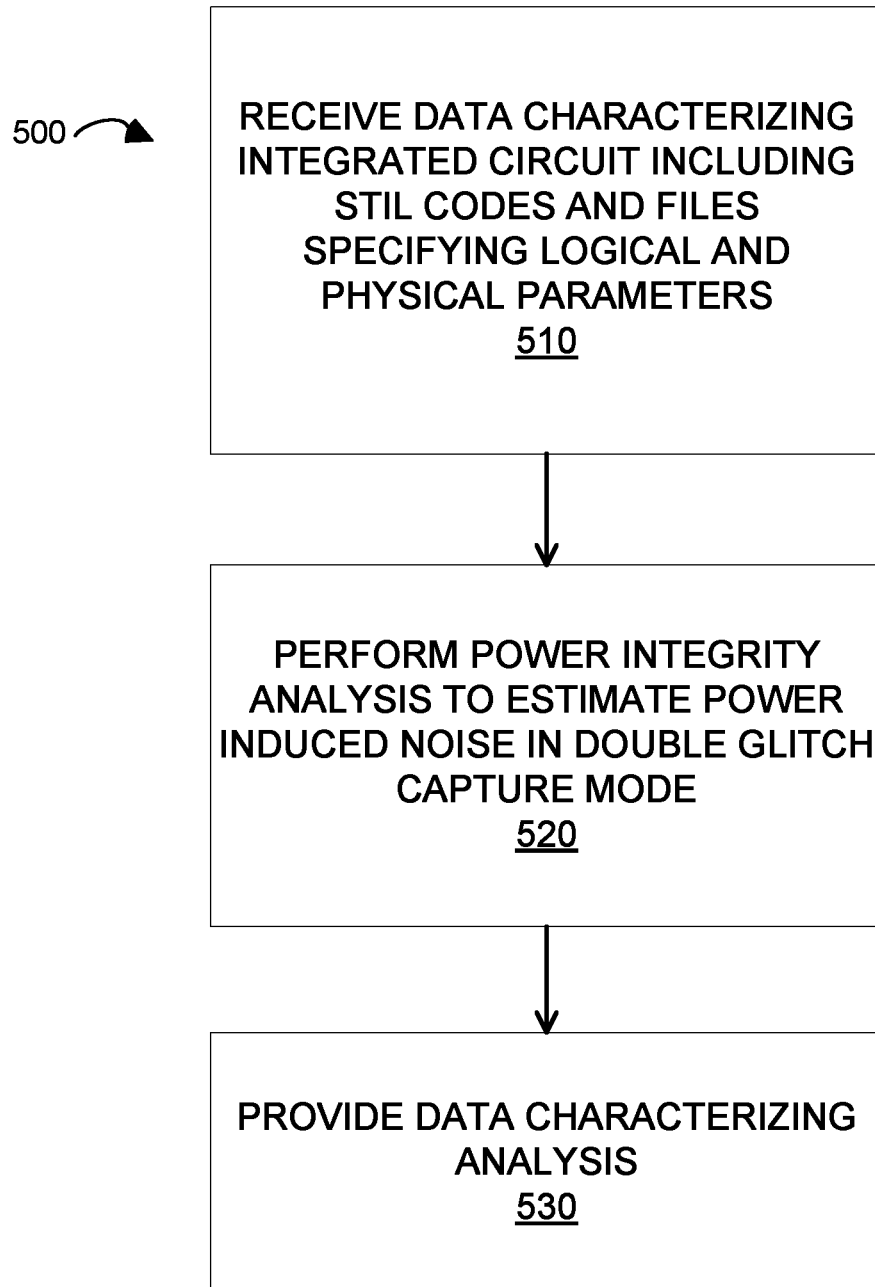 500
RECEIVE DATA CHARACTERIZING
INTEGRATED CIRCUIT INCLUDING
STIL CODES AND FILES
SPECIFYING LOGICAL AND
PHYSICAL PARAMETERS
510
PERFORM POWER INTEGRITY
ANALYSIS TO ESTIMATE POWER
INDUCED NOISE IN DOUBLE GLITCH
CAPTURE MODE
520
PROVIDE DATA CHARACTERIZING
ANALYSIS
530